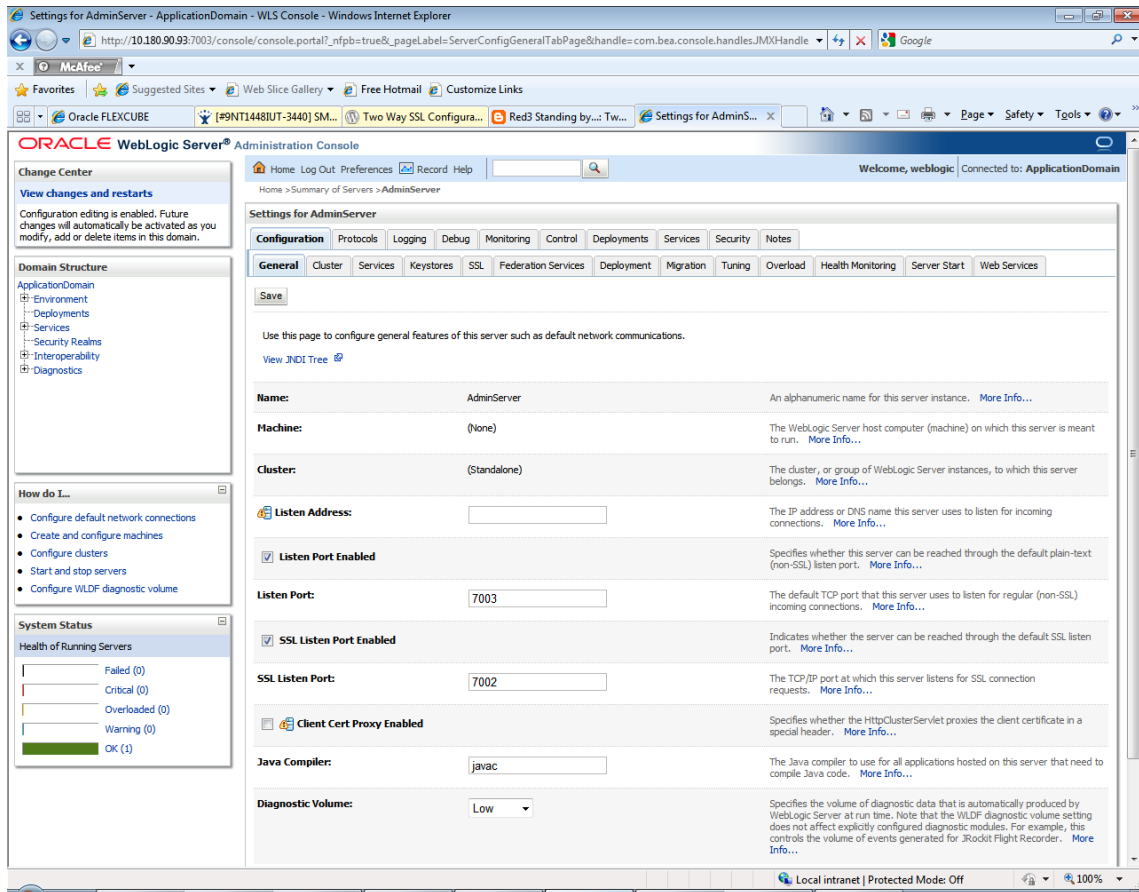 Settings for AdminServer - ApplicationDomain - WLS Console - Windows Internet Explorer
http://10.180.90.93:7003/console/console.portal?_nfpb=true&_pageLabel=ServerConfigGeneralTabPage&handle=com.bea.console.handles.JMXHandle
Google
x McAfee
Favorites Suggested Sites Web Slice Gallery Free Hotmail Customize Links
Oracle FLEXCUBE [#9NT1448IUT-3440] SM... Two Way SSL Configura... Red3 Standing by...: Tw... Settings for AdminS... X Page Safety Tools
ORACLE WebLogic Server® Administration Console
Change Center
View changes and restarts
Configuration editing is enabled. Future
changes will automatically be activated as you
modify, add or delete items in this domain.
Domain Structure
ApplicationDomain
Environment
Deployments
Services
Security Realms
Interoperability
Diagnostics
How do I...
Configure default network connections
Create and configure machines
Configure clusters
Start and stop servers
Configure WLDF diagnostic volume
System Status
Health of Running Servers
Failed (0)
Critical (0)
Overloaded (0)
Warning (0)
OK (1)
Home Log Out Preferences Record Help
Welcome, weblogic Connected to: ApplicationDomain
Home >Summary of Servers >AdminServer
Settings for AdminServer
Configuration Protocols Logging Debug Monitoring Control Deployments Services Security Notes
General Cluster Services Keystores SSL Federation Services Deployment Migration Tuning Overload Health Monitoring Server Start Web Services
Save
Use this page to configure general features of this server such as default network communications.
View JNDI Tree
Name: AdminServer An alphanumeric name for this server instance. More Info...
Machine: (None) The WebLogic Server host computer (machine) on which this server is meant
to run. More Info...
Cluster: (Standalone) The cluster, or group of WebLogic Server instances, to which this server
belongs. More Info...
Listen Address: The IP address or DNS name this server uses to listen for incoming
connections. More Info...
Listen Port Enabled Specifies whether this server can be reached through the default plain-text
(non-SSL) listen port. More Info...
Listen Port: 7003 The default TCP port that this server uses to listen for regular (non-SSL)
incoming connections. More Info...
SSL Listen Port Enabled Indicates whether the server can be reached through the default SSL listen
port. More Info...
SSL Listen Port: 7002 The TCP/IP port at which this server listens for SSL connection
requests. More Info...
Client Cert Proxy Enabled Specifies whether the HttpClusterServlet proxies the client certificate in a
special header. More Info...
Java Compiler: javac The Java compiler to use for all applications hosted on this server that need to
compile Java code. More Info...
Diagnostic Volume: Low Specifies the volume of diagnostic data that is automatically produced by
WebLogic Server at run time. Note that the WLDF diagnostic volume setting
does not affect explicitly configured diagnostic modules. For example, this
controls the volume of events generated for JRockit Flight Recorder. More
Info...
Local intranet | Protected Mode: Off 100%